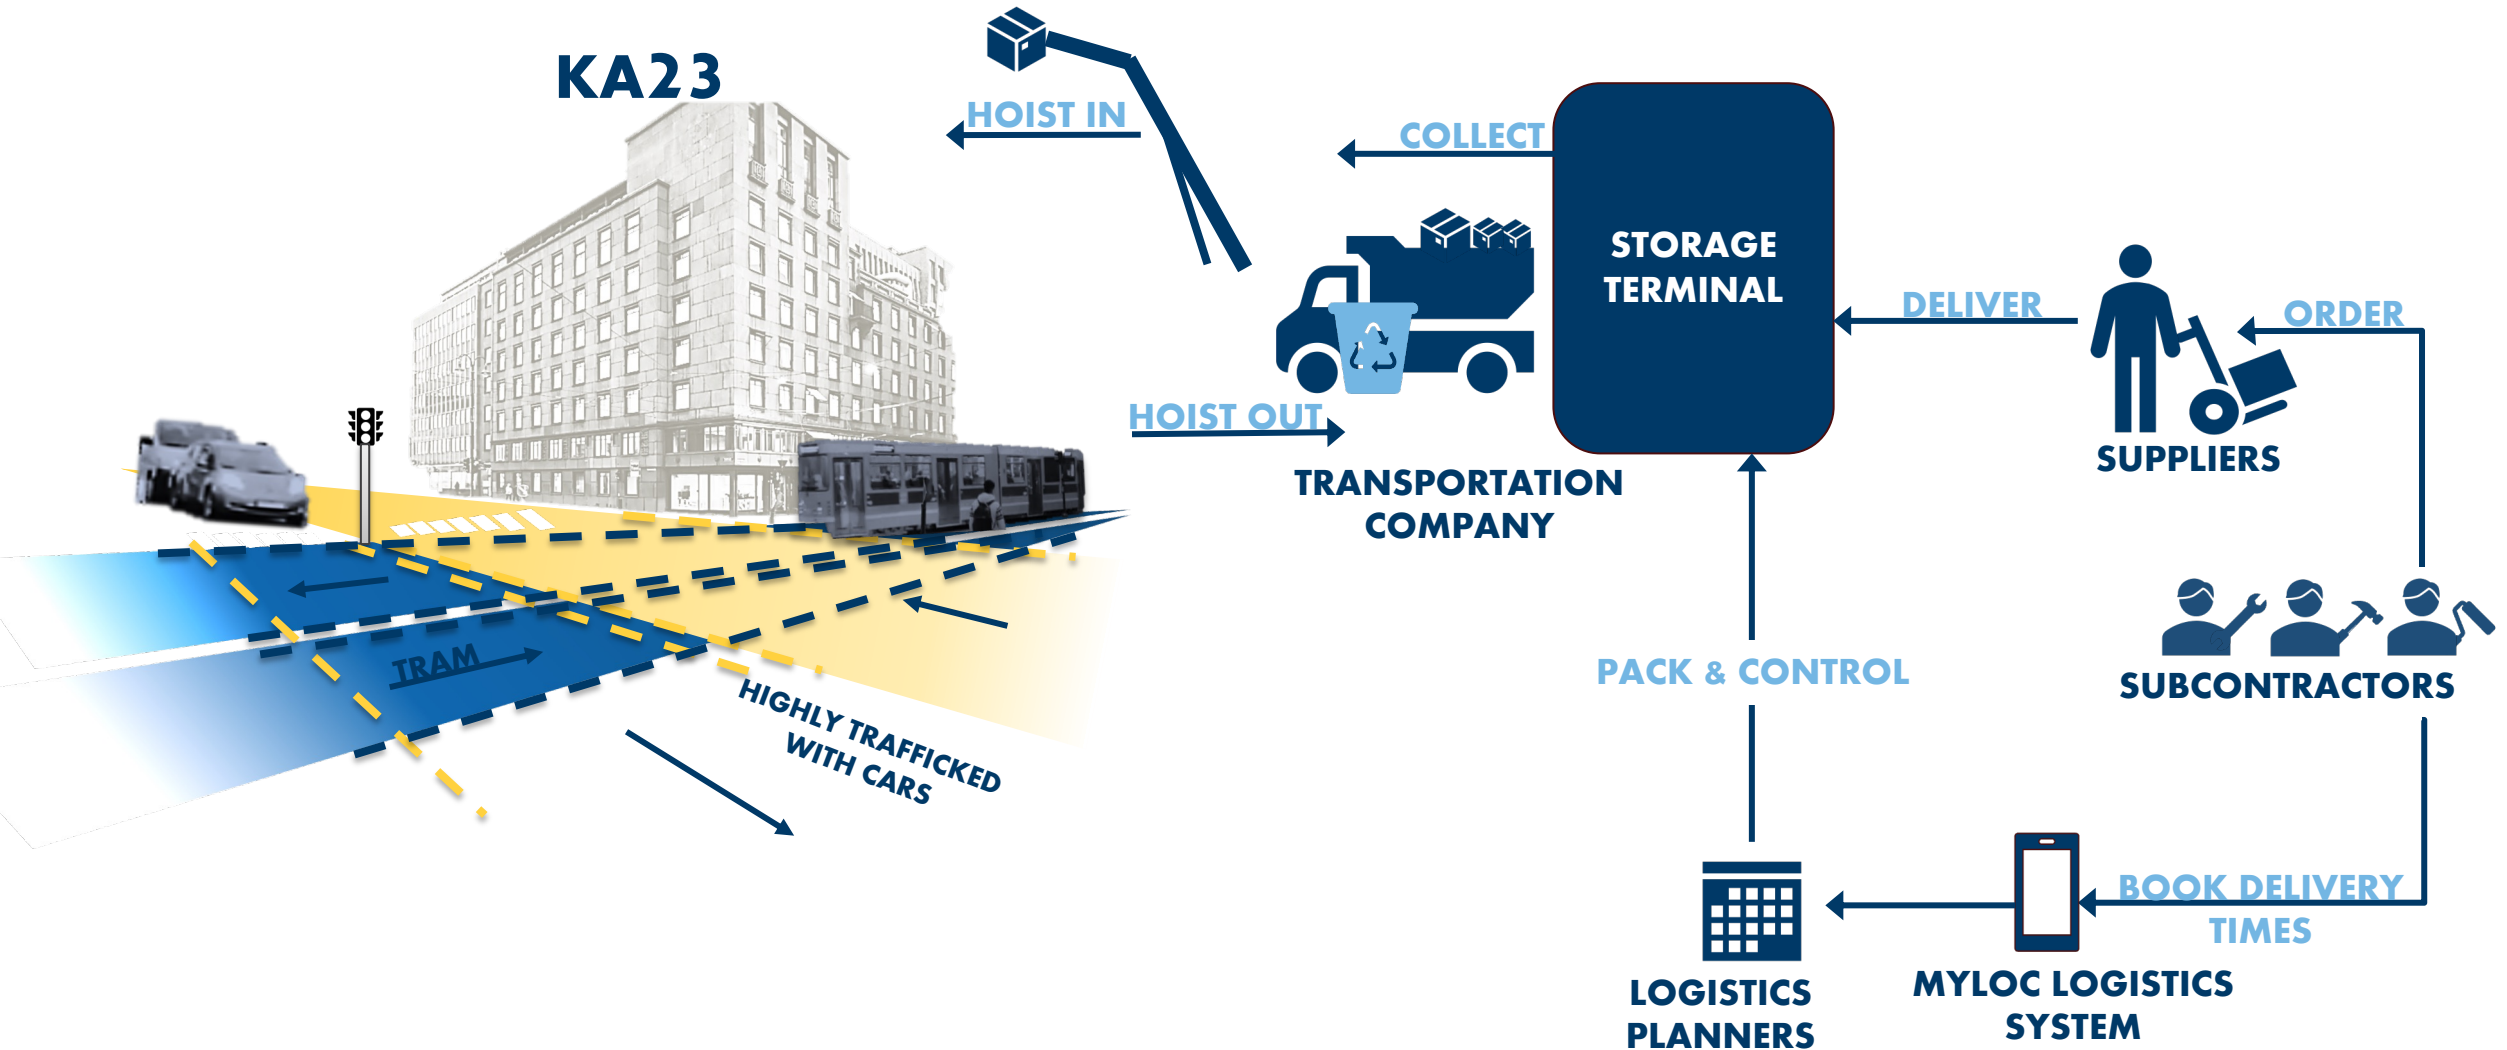 KA23
HOIST IN
COLLECT
STORAGE
TERMINAL
DELIVER
ORDER
HOIST OUT
SUPPLIERS
TRANSPORTATION
COMPANY
TRAM
HIGHLY TRAFFICKED
WITH CARS
PACK & CONTROL
SUBCONTRACTORS
BOOK DELIVERY
TIMES
LOGISTICS
PLANNERS
MYLOC LOGISTICS
SYSTEM